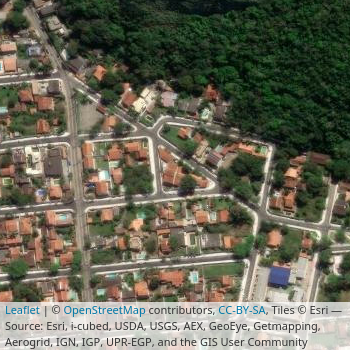 Leaflet | © OpenStreetMap contributors, CC-BY-SA, Tiles © Esri —
Source: Esri, i-cubed, USDA, USGS, AEX, GeoEye, Getmapping,
Aerogrid, IGN, IGP, UPR-EGP, and the GIS User Community